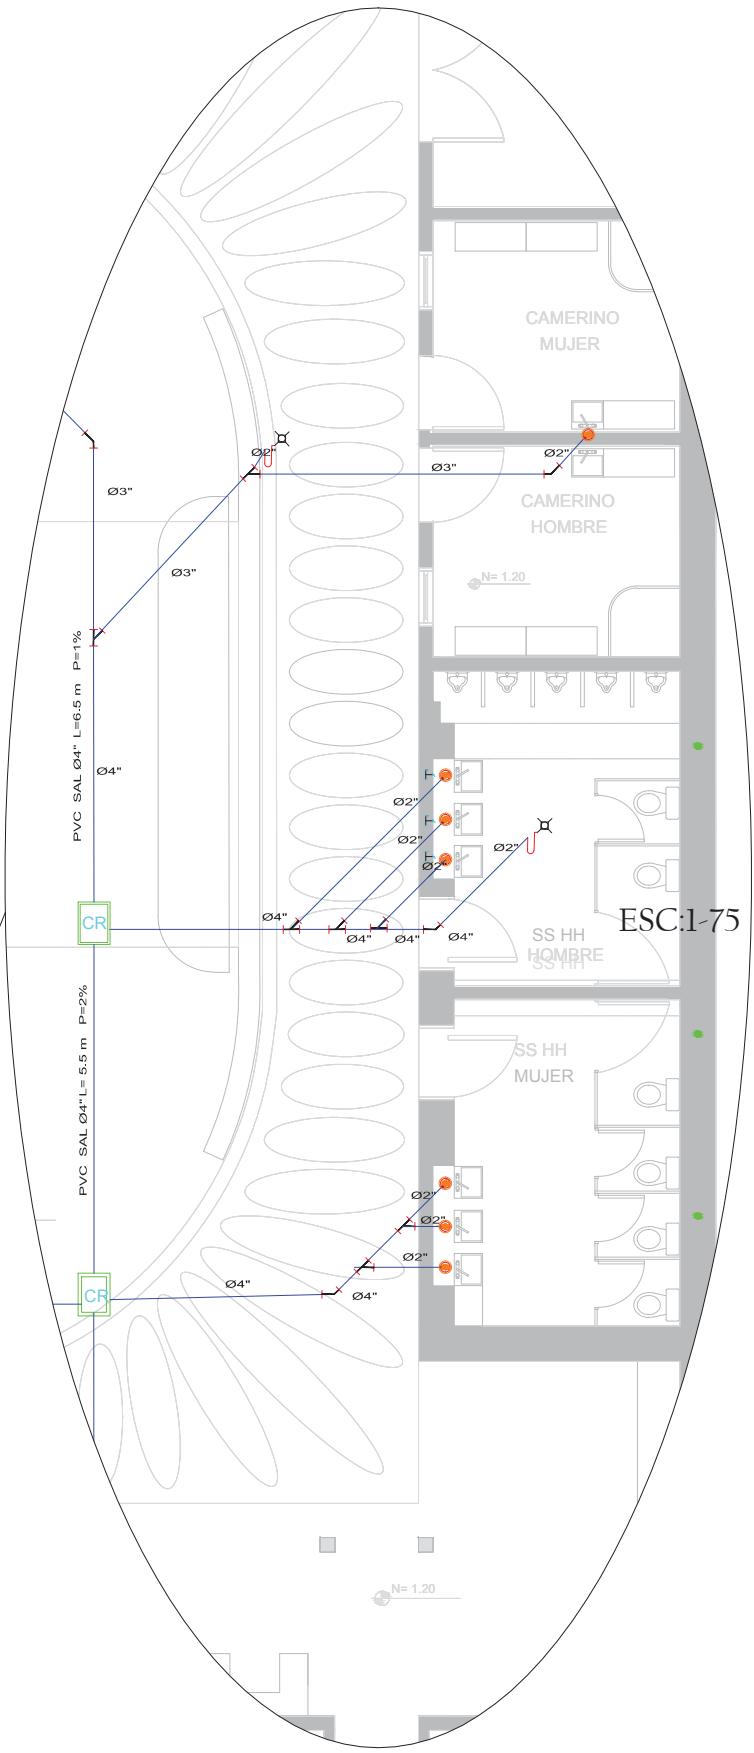 CAMERINO
MUJER
Ø2"
Ø3"
Ø2"
Ø3"
CAMERINO
HOMBRE
Ø3"
N= 1.20
PVC SAL Ø4" L=6.5 m P=1%
Ø4"
Ø2"
Ø2"
Ø2"
Ø2"
CR
Ø4"
Ø4"
Ø4"
Ø4"
ESC:1-75
SS HH
HOMBRE
SS HH
PVC SAL Ø4"L= 5.5 m P=2%
SS HH
MUJER
Ø2"
Ø2"
Ø2"
CR
Ø4"
Ø4"
N= 1.20